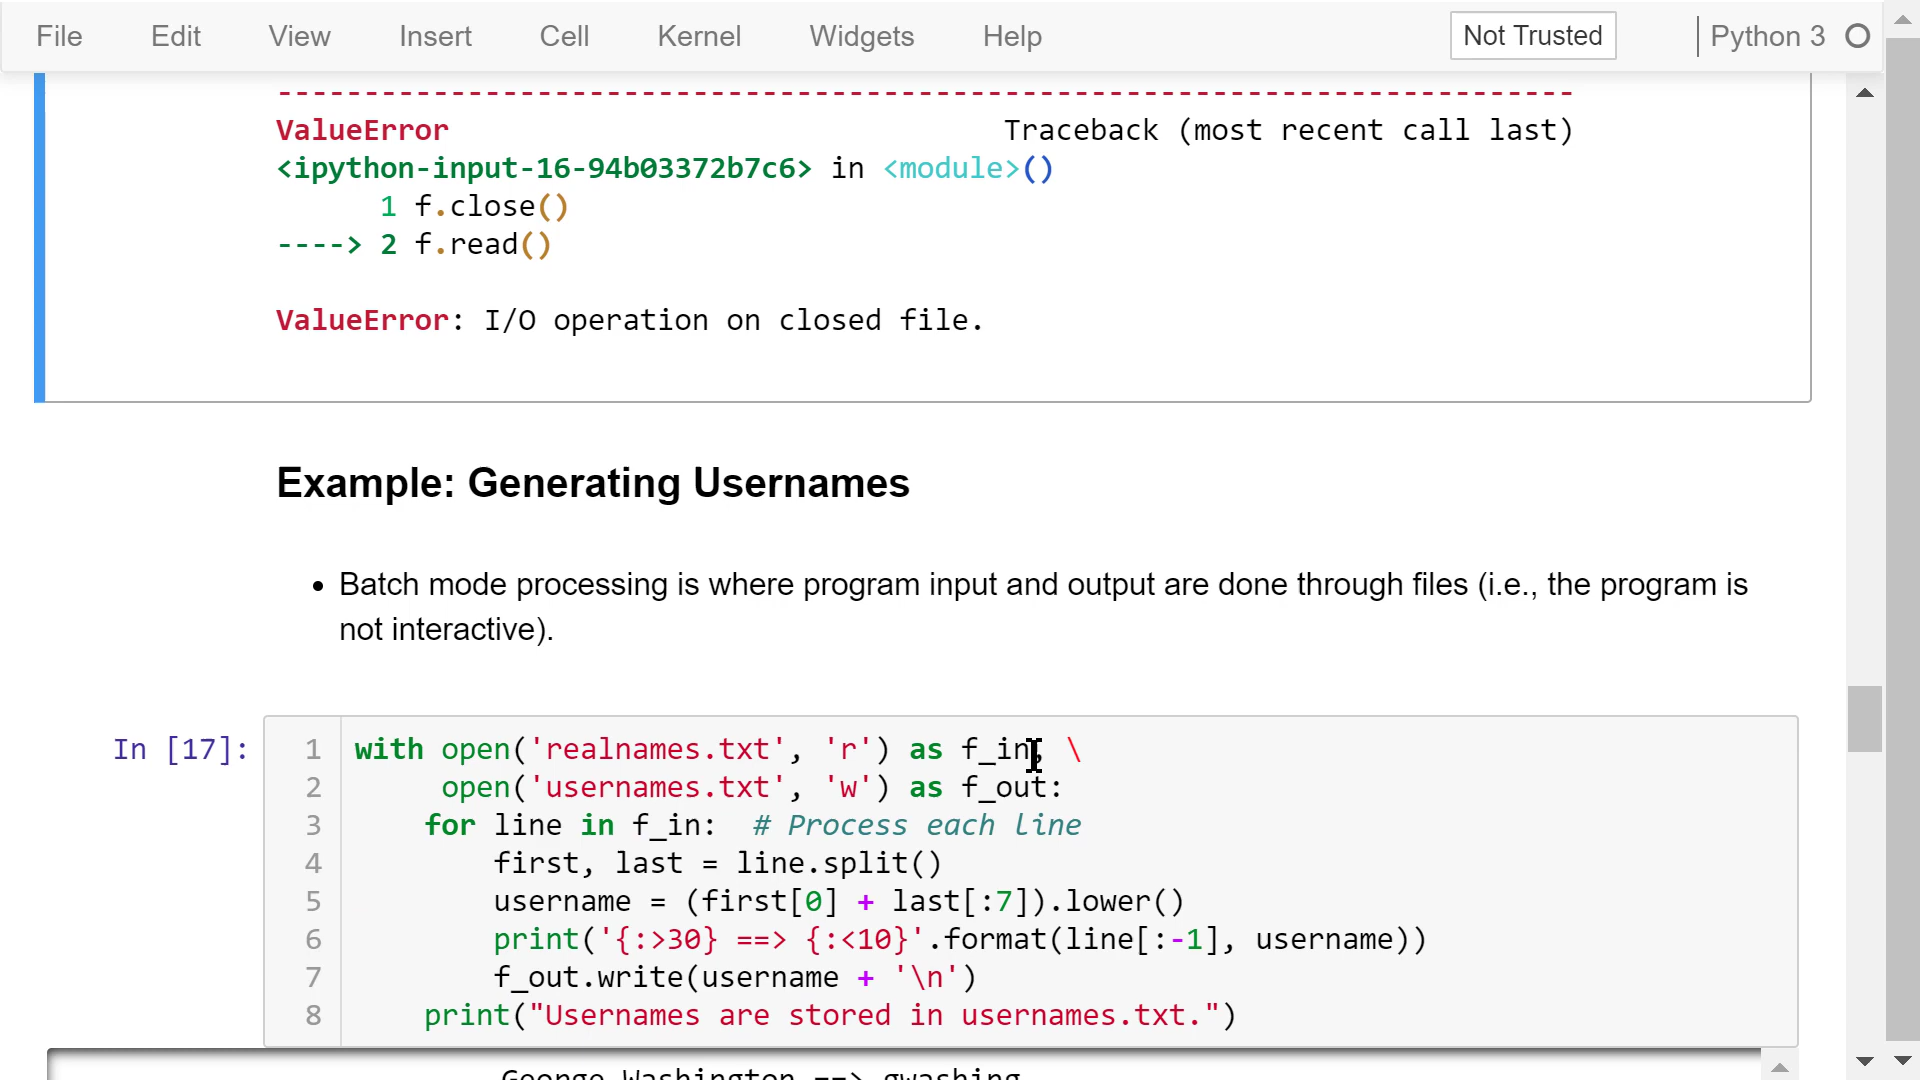 File Edit View Insert Cell Kernel Widgets Help Not Trusted Python 3
---------------------------------------------------------------------------
ValueError Traceback (most recent call last)
<ipython-input-16-94b03372b7c6> in <module>()
1 f.close()
----> 2 f.read()
ValueError: I/O operation on closed file.
Example: Generating Usernames
• Batch mode processing is where program input and output are done through files (i.e., the program is
not interactive).
In [17]: 1 with open('realnames.txt', 'r') as f_in, \
2 open('usernames.txt', 'w') as f_out:
3 for line in f_in: # Process each line
4 first, last = line.split()
5 username = (first[0] + last[:7]).lower()
6 print('{:>30} ==> {:<10}'.format(line[:-1], username))
7 f_out.write(username + '\n')
8 print("Usernames are stored in usernames.txt.")
George Washington ==> gwashing